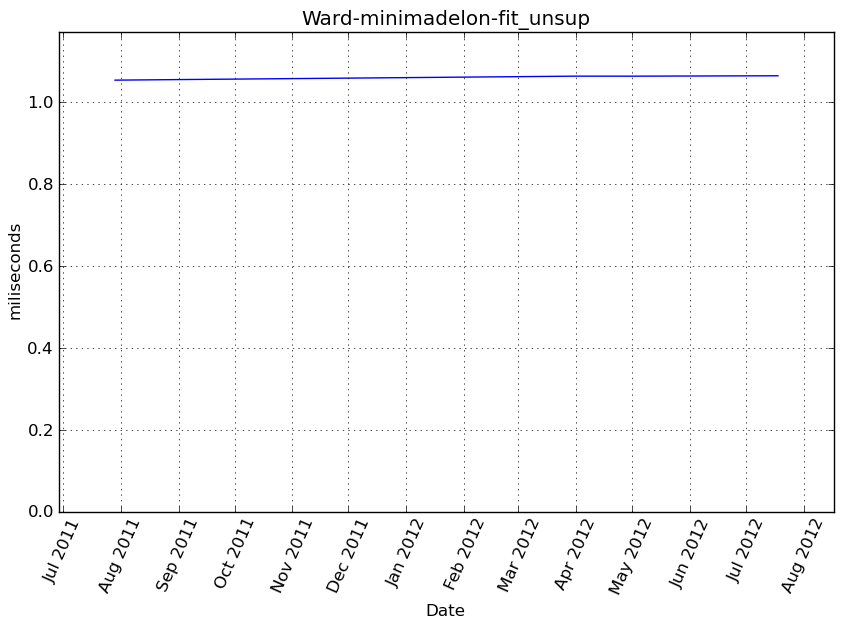 Ward-minimadelon-fit_unsup
1.0
0.8
0.6
0.4
0.2
0.0
miliseconds
Jul 2011
Aug 2011
Sep 2011
Oct 2011
Nov 2011
Dec 2011
Jan 2012
Feb 2012
Mar 2012
Apr 2012
May 2012
Jun 2012
Jul 2012
Aug 2012
Date